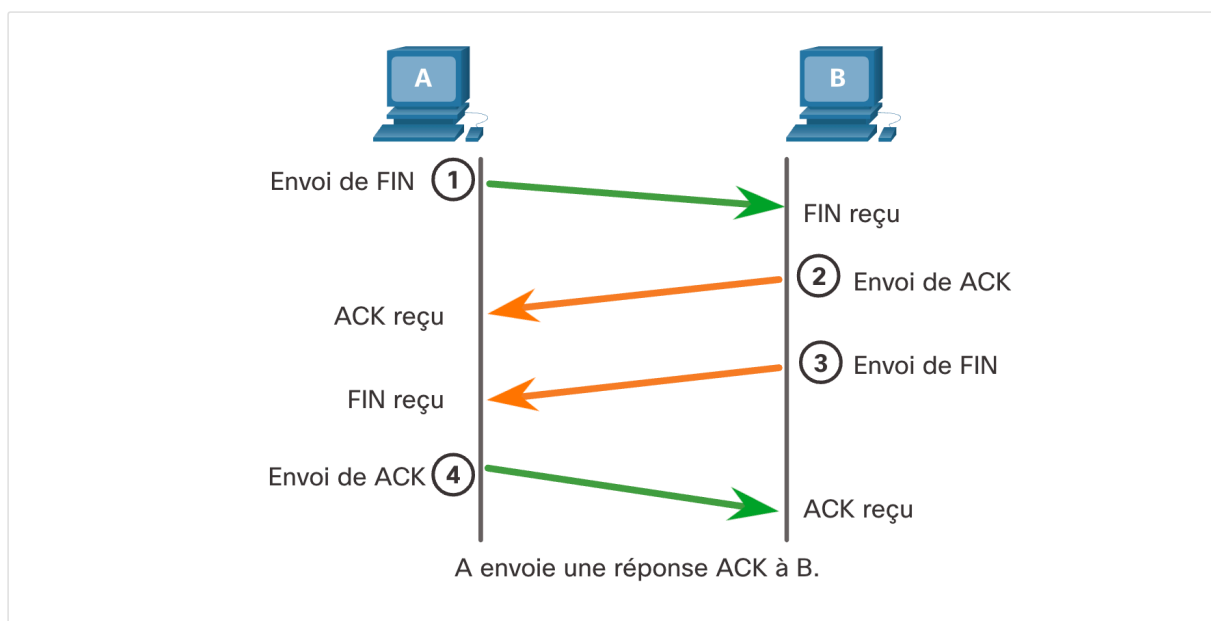 A
B
Envoi de FIN 1
FIN reçu
2 Envoi de ACK
ACK reçu
3 Envoi de FIN
FIN reçu
Envoi de ACK 4
ACK reçu
A envoie une réponse ACK à B.